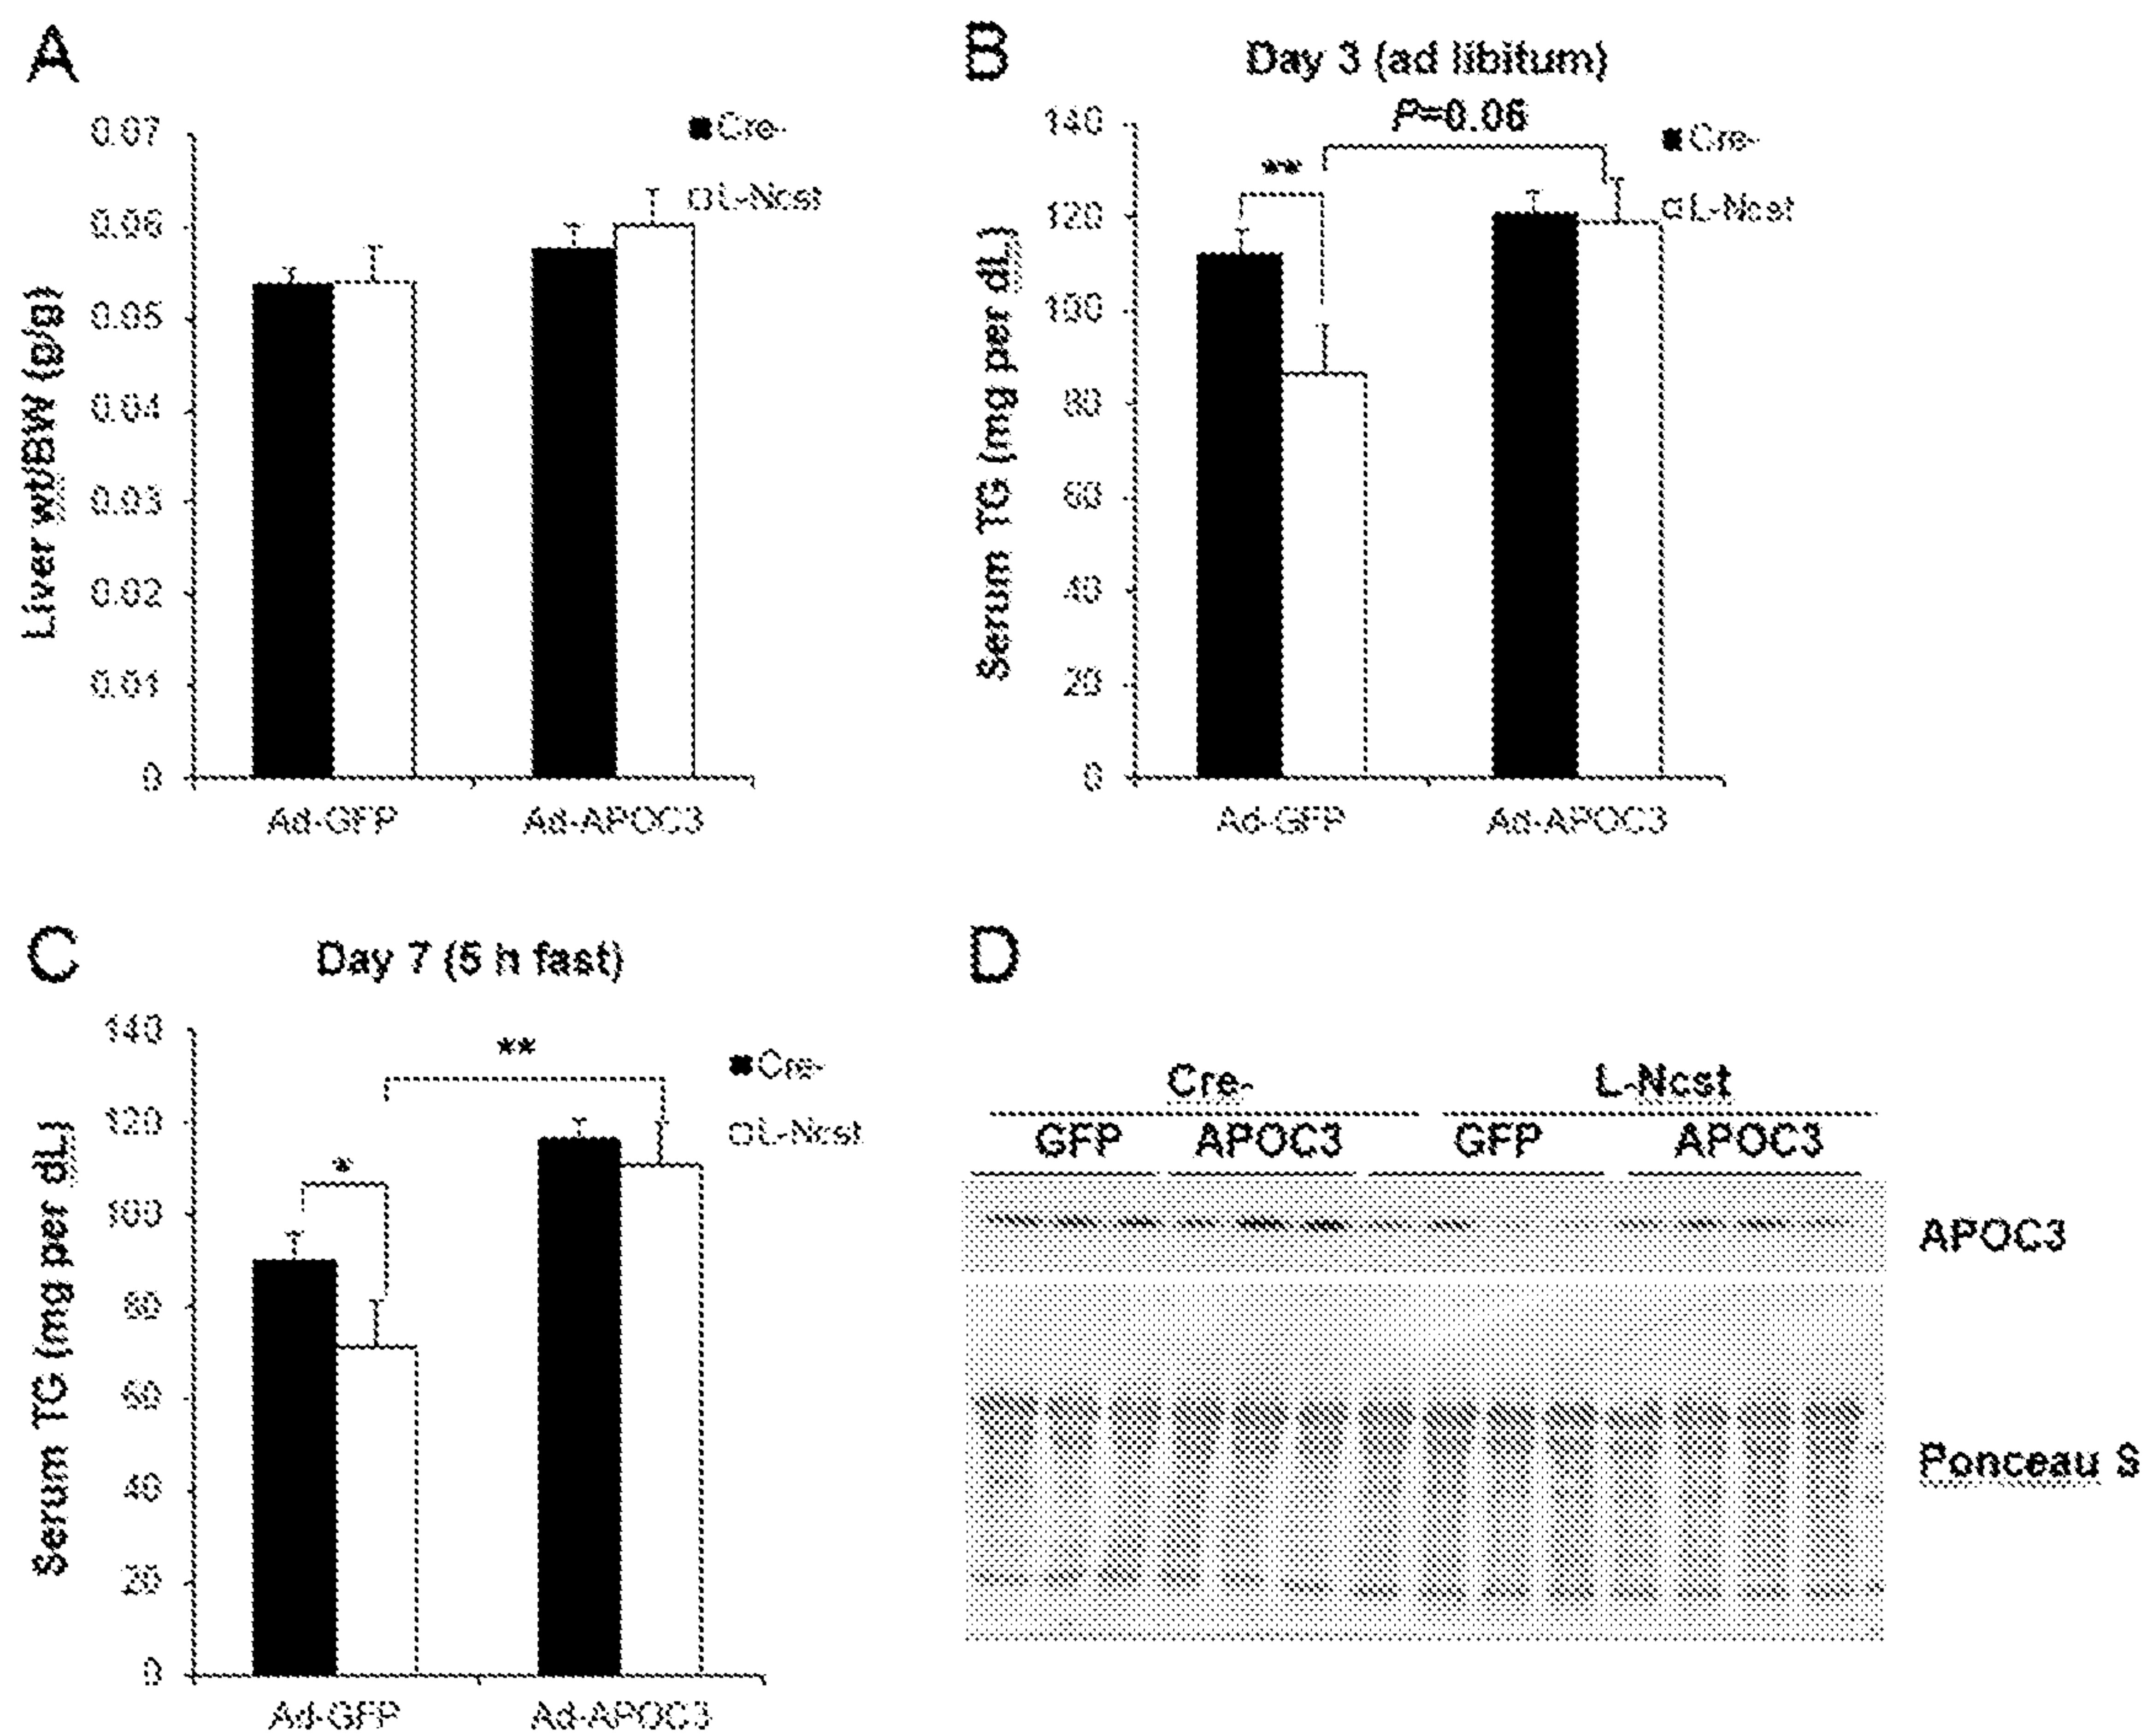 A
0.07
0.06
0.05
0.04
0.03
0.02
0.01
0
Liver wt/BW (g/g)
Cre-
L-Ncst
Ad-GFP
Ad-APOC3
B
Day 3 (ad libitum)
P=0.06
**
140
120
100
80
60
40
20
0
Serum TG (mg per dL)
Cre-
L-Ncst
Ad-GFP
Ad-APOC3
C
Day 7 (5 h fast)
**
*
140
120
100
80
60
40
20
0
Serum TG (mg per dL)
Cre-
L-Ncst
Ad-GFP
Ad-APOC3
D
Cre-
L-Ncst
GFP
APOC3
GFP
APOC3
APOC3
Ponceau S